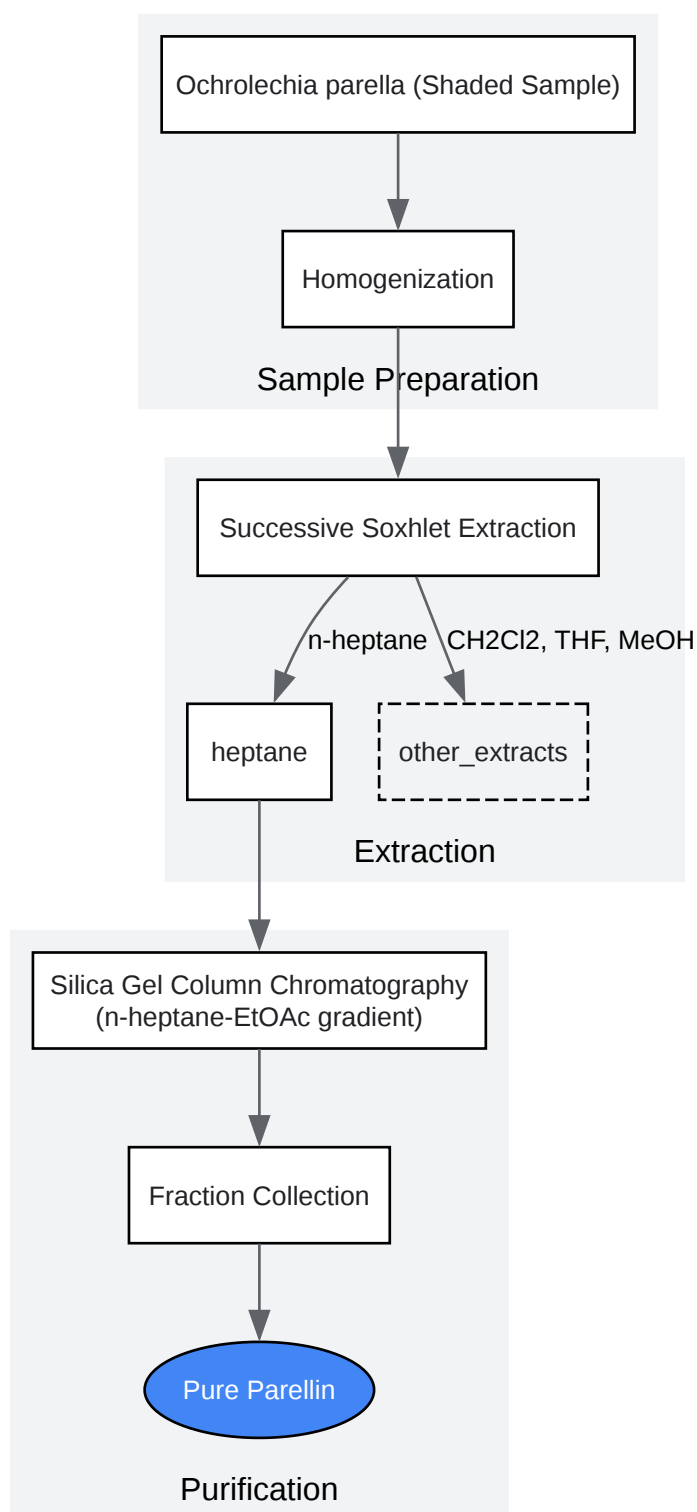 Ochrolechia parella (Shaded Sample)
Homogenization
Sample Preparation
Successive Soxhlet Extraction
n-heptane
CH2Cl2, THF, MeOH
heptane
other_extracts
Extraction
Silica Gel Column Chromatography
(n-heptane-EtOAc gradient)
Fraction Collection
Pure Parellin
Purification